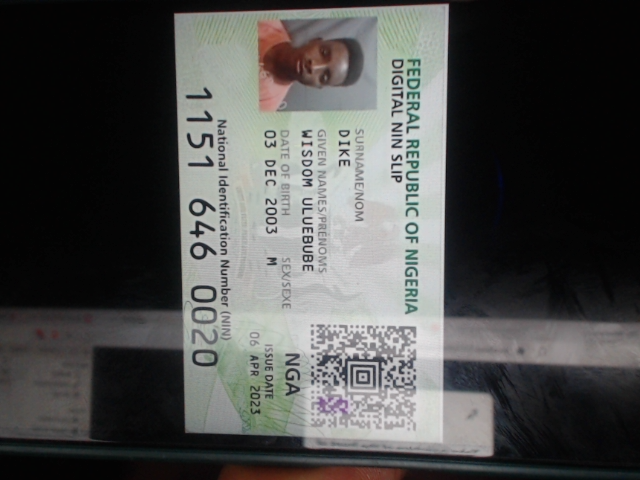 FEDERAL REPUBLIC OF NIGERIA
DIGITAL NIN SLIP
SURNAME/NOM
DIKE
GIVEN NAMES/PRÉNOMS
WISDOM ULUEBUBE
DATE OF BIRTH
03 DEC 2003
SEX/SEXE
M
NGA
ISSUE DATE
06 APR 2023
National Identification Number (NIN)
1151 646 0020